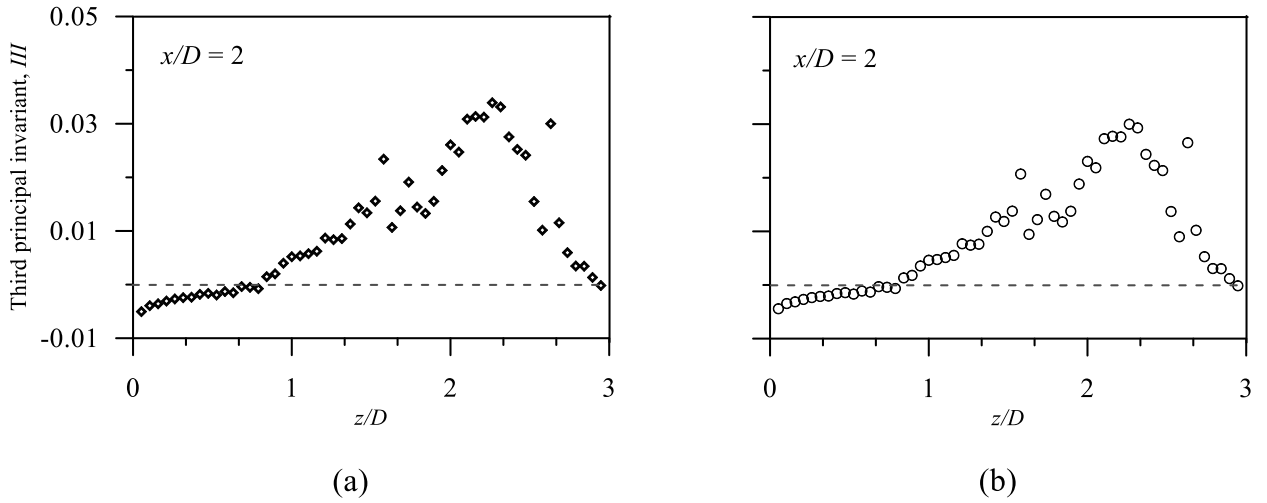 0.05
0.03
0.01
-0.01
Third principal invariant, III
x/D = 2
0 1 2 3
z/D
(a)
x/D = 2
0 1 2 3
z/D
(b)